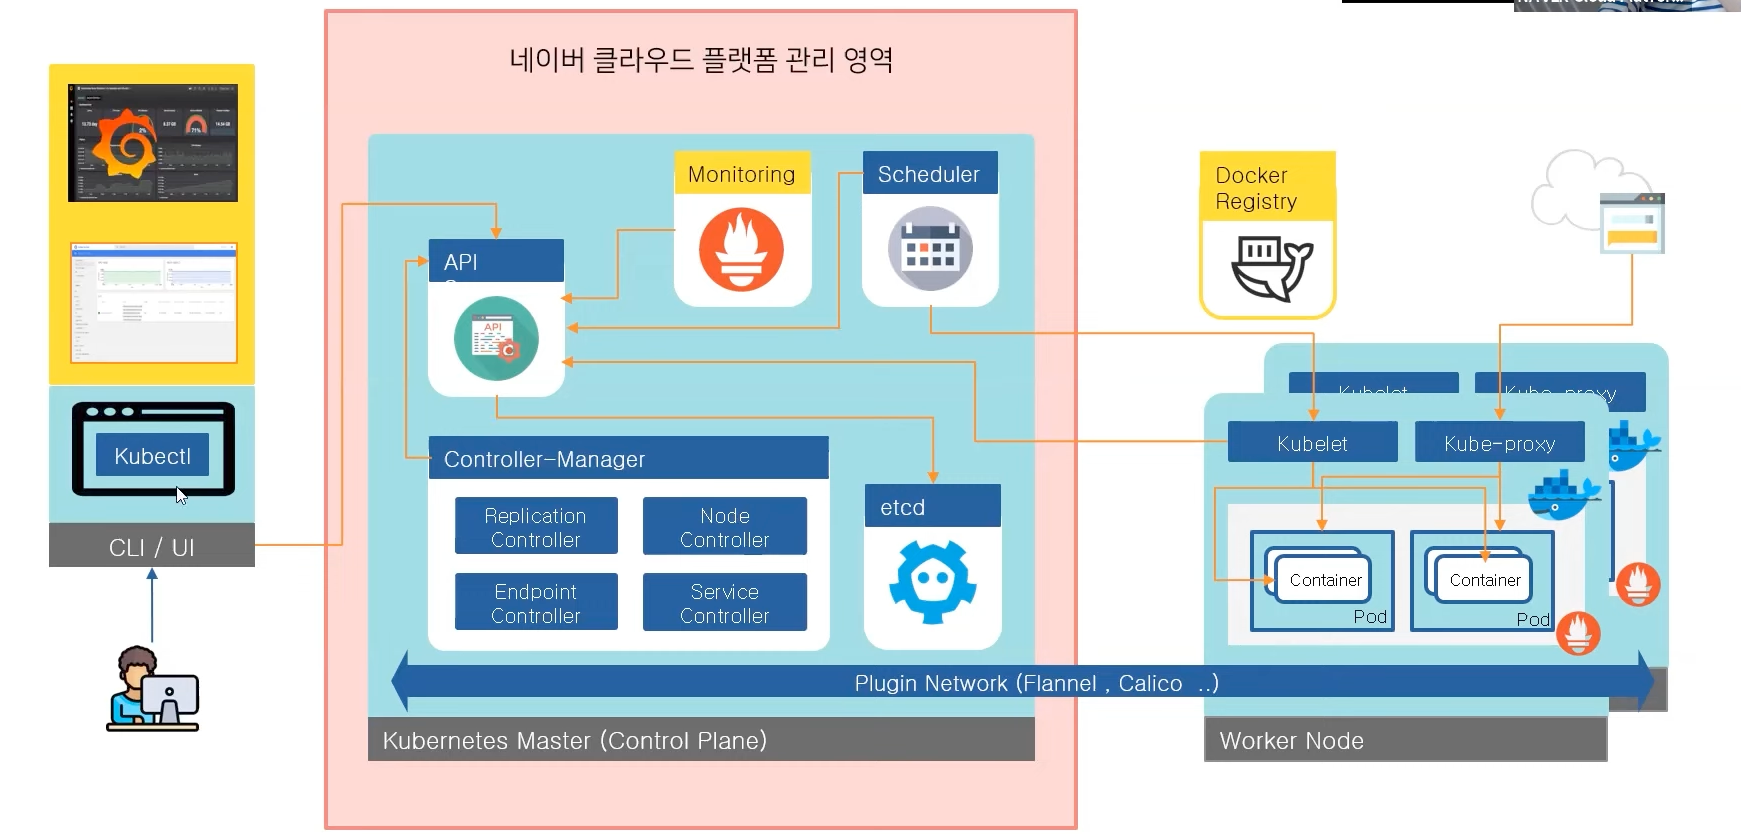 네이버 클라우드 플랫폼 관리 영역
Monitoring
Scheduler
Docker
Registry
API
API
Kubectl
CLI / UI
Controller-Manager
Replication
Controller
Node
Controller
Endpoint
Controller
Service
Controller
etcd
Kubelet
Kube-proxy
Kubelet
Kube-proxy
Container
Pod
Container
Pod
Plugin Network (Flannel , Calico ..)
Kubernetes Master (Control Plane)
Worker Node